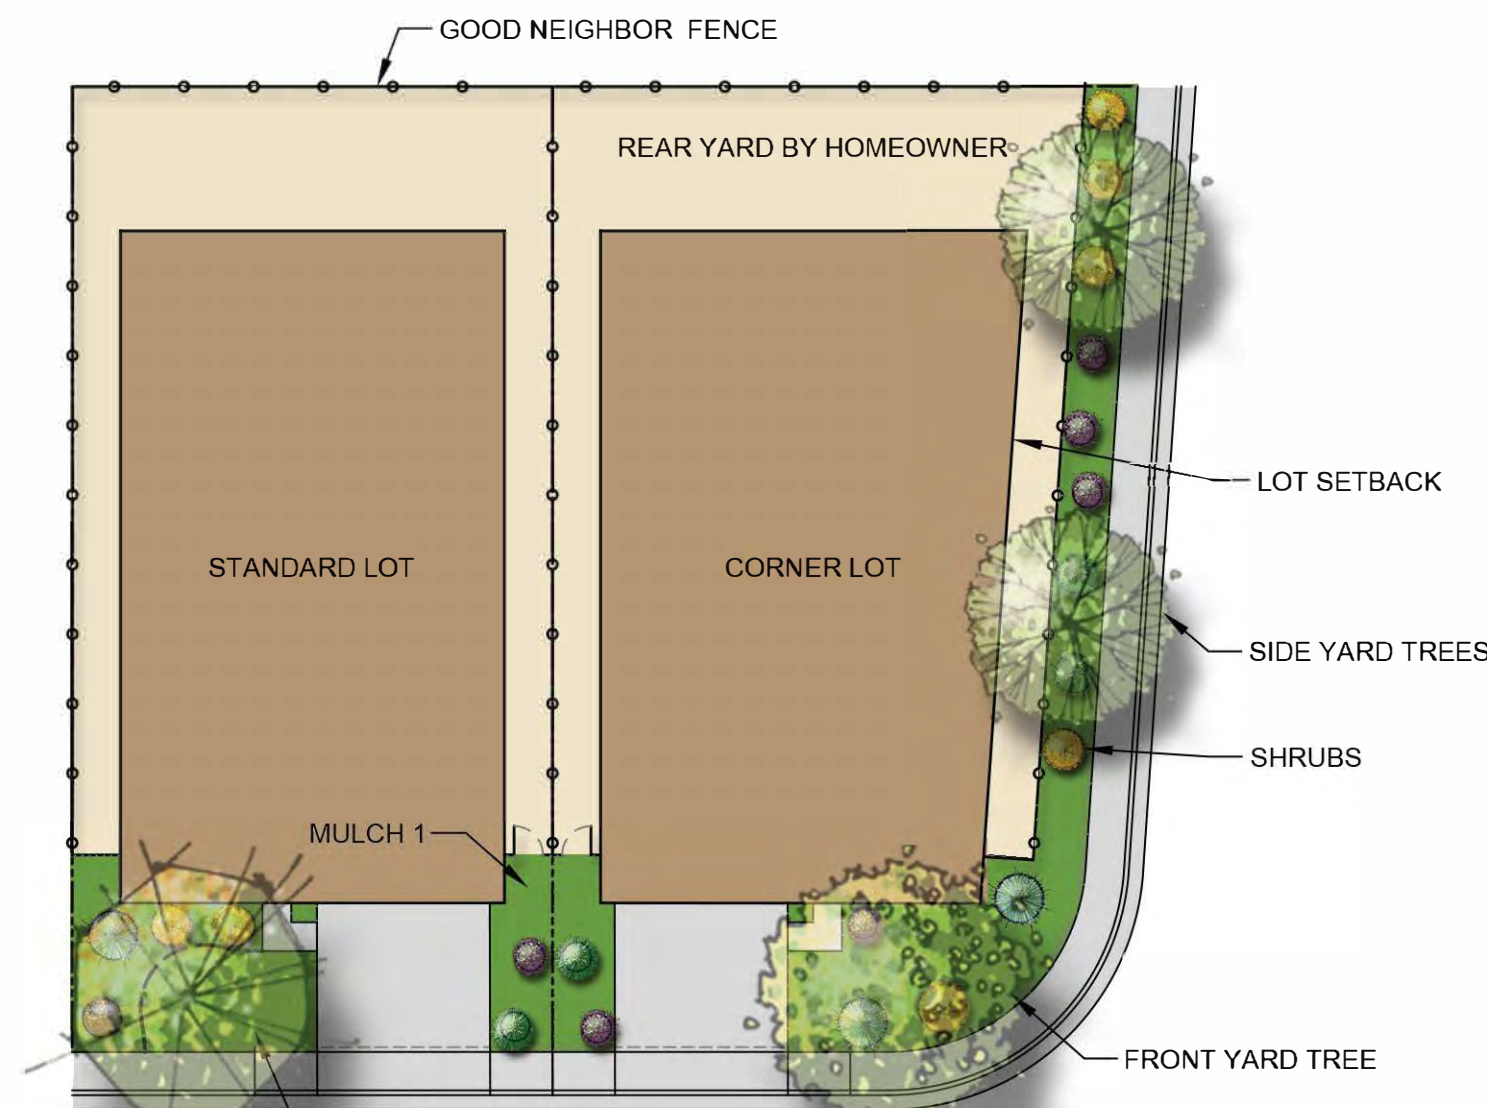 GOOD NEIGHBOR FENCE
REAR YARD BY HOMEOWNER
LOT SETBACK
STANDARD LOT
CORNER LOT
SIDE YARD TREES
SHRUBS
MULCH 1
FRONT YARD TREE